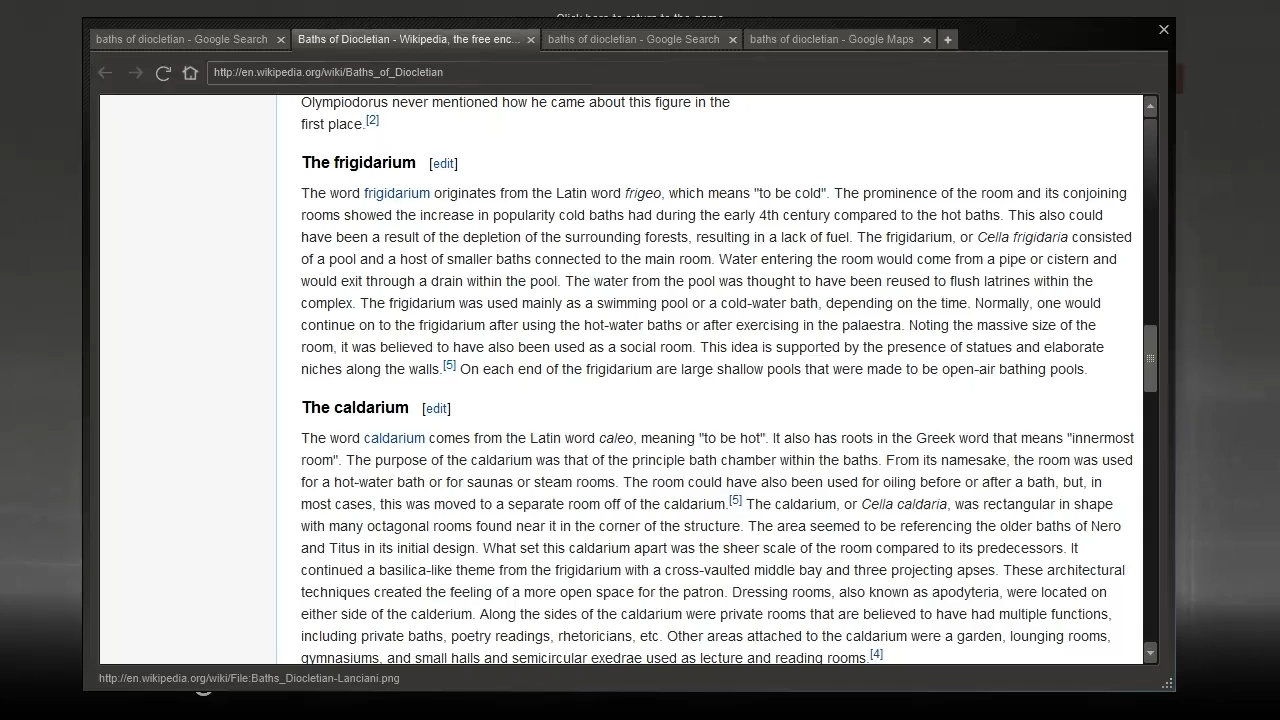 Click here to return to the game
baths of diocletian - Google Search
Baths of Diocletian - Wikipedia, the free enc...
baths of diocletian - Google Search
baths of diocletian - Google Maps
http://en.wikipedia.org/wiki/Baths_of_Diocletian
Olympiodorus never mentioned how he came about this figure in the
first place.[2]
The frigidarium [edit]
The word frigidarium originates from the Latin word frigeo, which means "to be cold". The prominence of the room and its conjoining
rooms showed the increase in popularity cold baths had during the early 4th century compared to the hot baths. This also could
have been a result of the depletion of the surrounding forests, resulting in a lack of fuel. The frigidarium, or Cella frigidaria consisted
of a pool and a host of smaller baths connected to the main room. Water entering the room would come from a pipe or cistern and
would exit through a drain within the pool. The water from the pool was thought to have been reused to flush latrines within the
complex. The frigidarium was used mainly as a swimming pool or a cold-water bath, depending on the time. Normally, one would
continue on to the frigidarium after using the hot-water baths or after exercising in the palaestra. Noting the massive size of the
room, it was believed to have also been used as a social room. This idea is supported by the presence of statues and elaborate
niches along the walls.[5] On each end of the frigidarium are large shallow pools that were made to be open-air bathing pools.
The caldarium [edit]
The word caldarium comes from the Latin word caleo, meaning "to be hot". It also has roots in the Greek word that means "innermost
room". The purpose of the caldarium was that of the principle bath chamber within the baths. From its namesake, the room was used
for a hot-water bath or for saunas or steam rooms. The room could have also been used for oiling before or after a bath, but, in
most cases, this was moved to a separate room off of the caldarium.[5] The caldarium, or Cella caldaria, was rectangular in shape
with many octagonal rooms found near it in the corner of the structure. The area seemed to be referencing the older baths of Nero
and Titus in its initial design. What set this caldarium apart was the sheer scale of the room compared to its predecessors. It
continued a basilica-like theme from the frigidarium with a cross-vaulted middle bay and three projecting apses. These architectural
techniques created the feeling of a more open space for the patron. Dressing rooms, also known as apodyteria, were located on
either side of the calderium. Along the sides of the caldarium were private rooms that are believed to have had multiple functions,
including private baths, poetry readings, rhetoricians, etc. Other areas attached to the caldarium were a garden, lounging rooms,
gymnasiums, and small halls and semicircular exedrae used as lecture and reading rooms.[4]
http://en.wikipedia.org/wiki/File:Baths_Diocletian-Lanciani.png